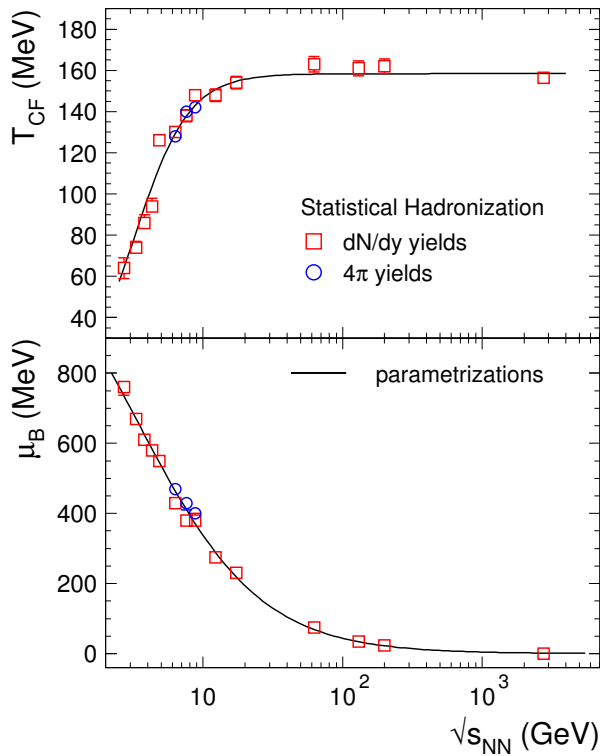 T_CF (MeV)
180
160
140
120
100
80
60
40
Statistical Hadronization
dN/dy yields
4π yields
μ_B (MeV)
800
600
400
200
0
parametrizations
10
10²
10³
√s_NN (GeV)